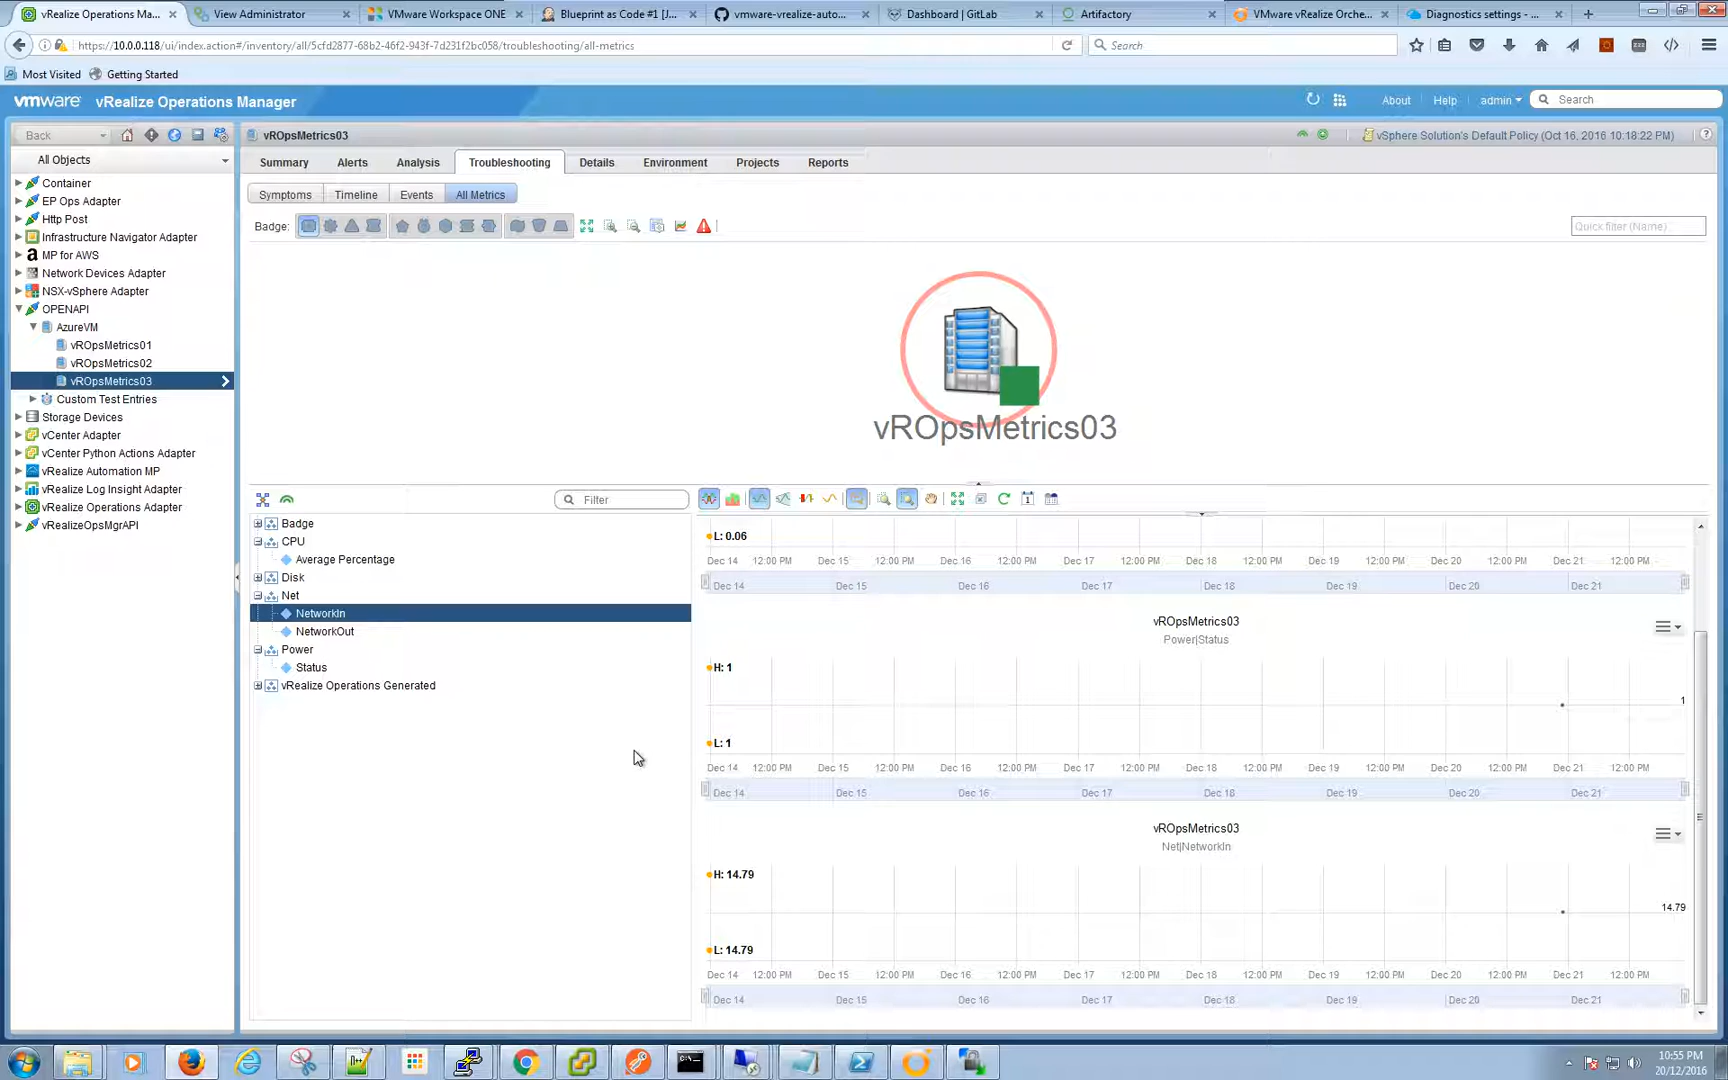 vRealize Operations Ma... × View Administrator × VMware Workspace ONE × Blueprint as Code #1 [J... × vmware-vrealize-auto... × Dashboard | GitLab × Artifactory × VMware vRealize Orche... × Diagnostics settings - ... × +
https://10.0.0.118/ui/index.action#/inventory/all/5cfd2877-68b2-46f2-943f-7d231f2bc058/troubleshooting/all-metrics Search
Most Visited Getting Started
vmware vRealize Operations Manager About Help admin Search
Back vROpsMetrics03 vSphere Solution's Default Policy (Oct 16, 2016 10:18:22 PM)
All Objects
Summary Alerts Analysis Troubleshooting Details Environment Projects Reports
Container
EP Ops Adapter
Http Post
Infrastructure Navigator Adapter
MP for AWS
Network Devices Adapter
NSX-vSphere Adapter
OPENAPI
AzureVM
vROpsMetrics01
vROpsMetrics02
vROpsMetrics03
Custom Test Entries
Storage Devices
vCenter Adapter
vCenter Python Actions Adapter
vRealize Automation MP
vRealize Log Insight Adapter
vRealize Operations Adapter
vRealizeOpsMgrAPI
Symptoms Timeline Events All Metrics
Badge: Quick filter (Name)
vROpsMetrics03
Filter
Badge
CPU
Average Percentage
Disk
Net
NetworkIn
NetworkOut
Power
Status
vRealize Operations Generated
L: 0.06
Dec 14 12:00 PM Dec 15 12:00 PM Dec 16 12:00 PM Dec 17 12:00 PM Dec 18 12:00 PM Dec 19 12:00 PM Dec 20 12:00 PM Dec 21 12:00 PM
Dec 14 Dec 15 Dec 16 Dec 17 Dec 18 Dec 19 Dec 20 Dec 21
vROpsMetrics03
Power|Status
H: 1
1
L: 1
Dec 14 12:00 PM Dec 15 12:00 PM Dec 16 12:00 PM Dec 17 12:00 PM Dec 18 12:00 PM Dec 19 12:00 PM Dec 20 12:00 PM Dec 21 12:00 PM
Dec 14 Dec 15 Dec 16 Dec 17 Dec 18 Dec 19 Dec 20 Dec 21
vROpsMetrics03
Net|NetworkIn
H: 14.79
14.79
L: 14.79
Dec 14 12:00 PM Dec 15 12:00 PM Dec 16 12:00 PM Dec 17 12:00 PM Dec 18 12:00 PM Dec 19 12:00 PM Dec 20 12:00 PM Dec 21 12:00 PM
Dec 14 Dec 15 Dec 16 Dec 17 Dec 18 Dec 19 Dec 20 Dec 21
10:55 PM
20/12/2016